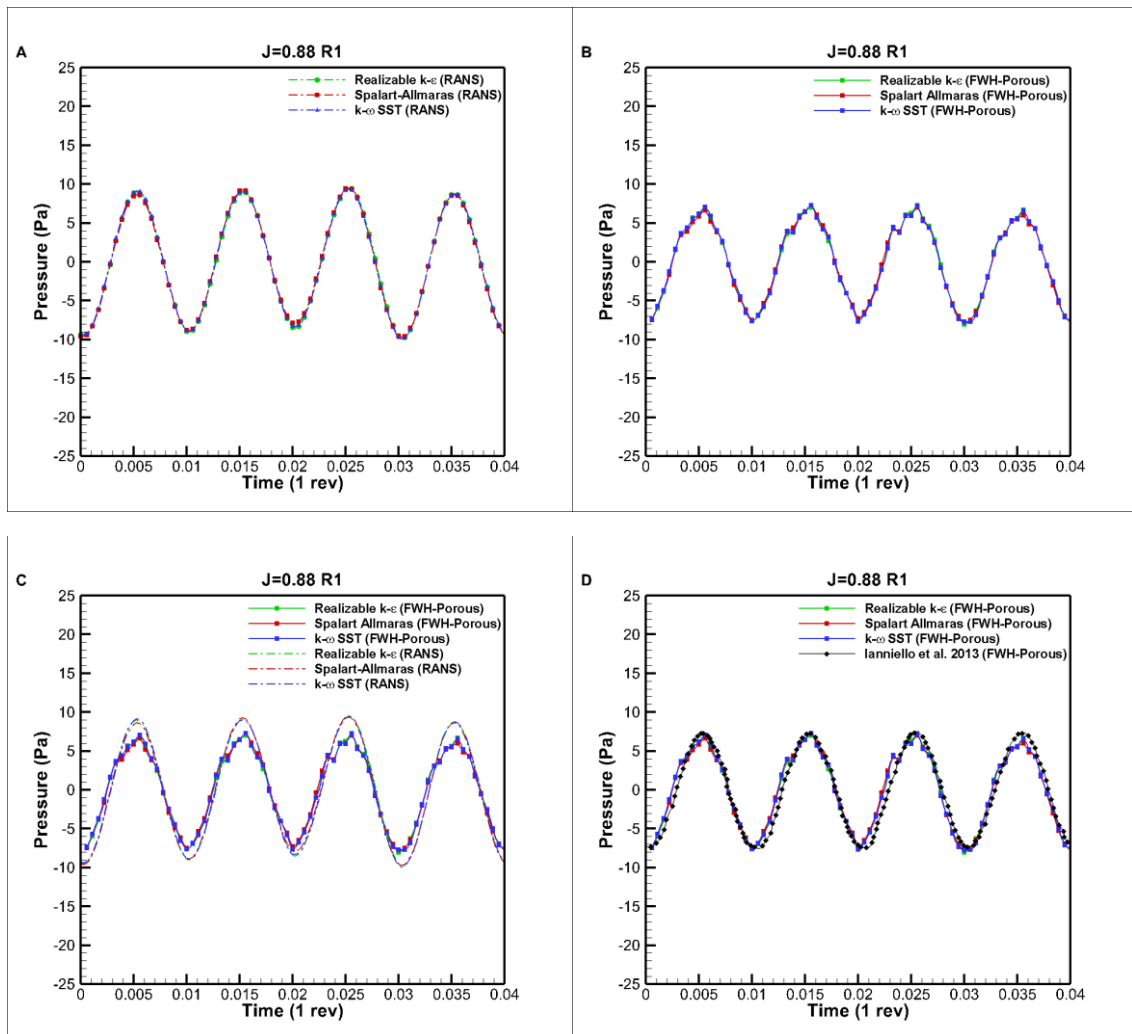 A
J=0.88 R1
Realizable k-ε (RANS)
Spalart-Allmaras (RANS)
k-ω SST (RANS)
Pressure (Pa)
25
20
15
10
5
0
-5
-10
-15
-20
-25
0
0.005
0.01
0.015
0.02
0.025
0.03
0.035
0.04
Time (1 rev)
B
J=0.88 R1
Realizable k-ε (FWH-Porous)
Spalart Allmaras (FWH-Porous)
k-ω SST (FWH-Porous)
Pressure (Pa)
25
20
15
10
5
0
-5
-10
-15
-20
-25
0
0.005
0.01
0.015
0.02
0.025
0.03
0.035
0.04
Time (1 rev)
C
J=0.88 R1
Realizable k-ε (FWH-Porous)
Spalart Allmaras (FWH-Porous)
k-ω SST (FWH-Porous)
Realizable k-ε (RANS)
Spalart-Allmaras (RANS)
k-ω SST (RANS)
Pressure (Pa)
25
20
15
10
5
0
-5
-10
-15
-20
-25
0
0.005
0.01
0.015
0.02
0.025
0.03
0.035
0.04
Time (1 rev)
D
J=0.88 R1
Realizable k-ε (FWH-Porous)
Spalart Allmaras (FWH-Porous)
k-ω SST (FWH-Porous)
Ianniello et al. 2013 (FWH-Porous)
Pressure (Pa)
25
20
15
10
5
0
-5
-10
-15
-20
-25
0
0.005
0.01
0.015
0.02
0.025
0.03
0.035
0.04
Time (1 rev)